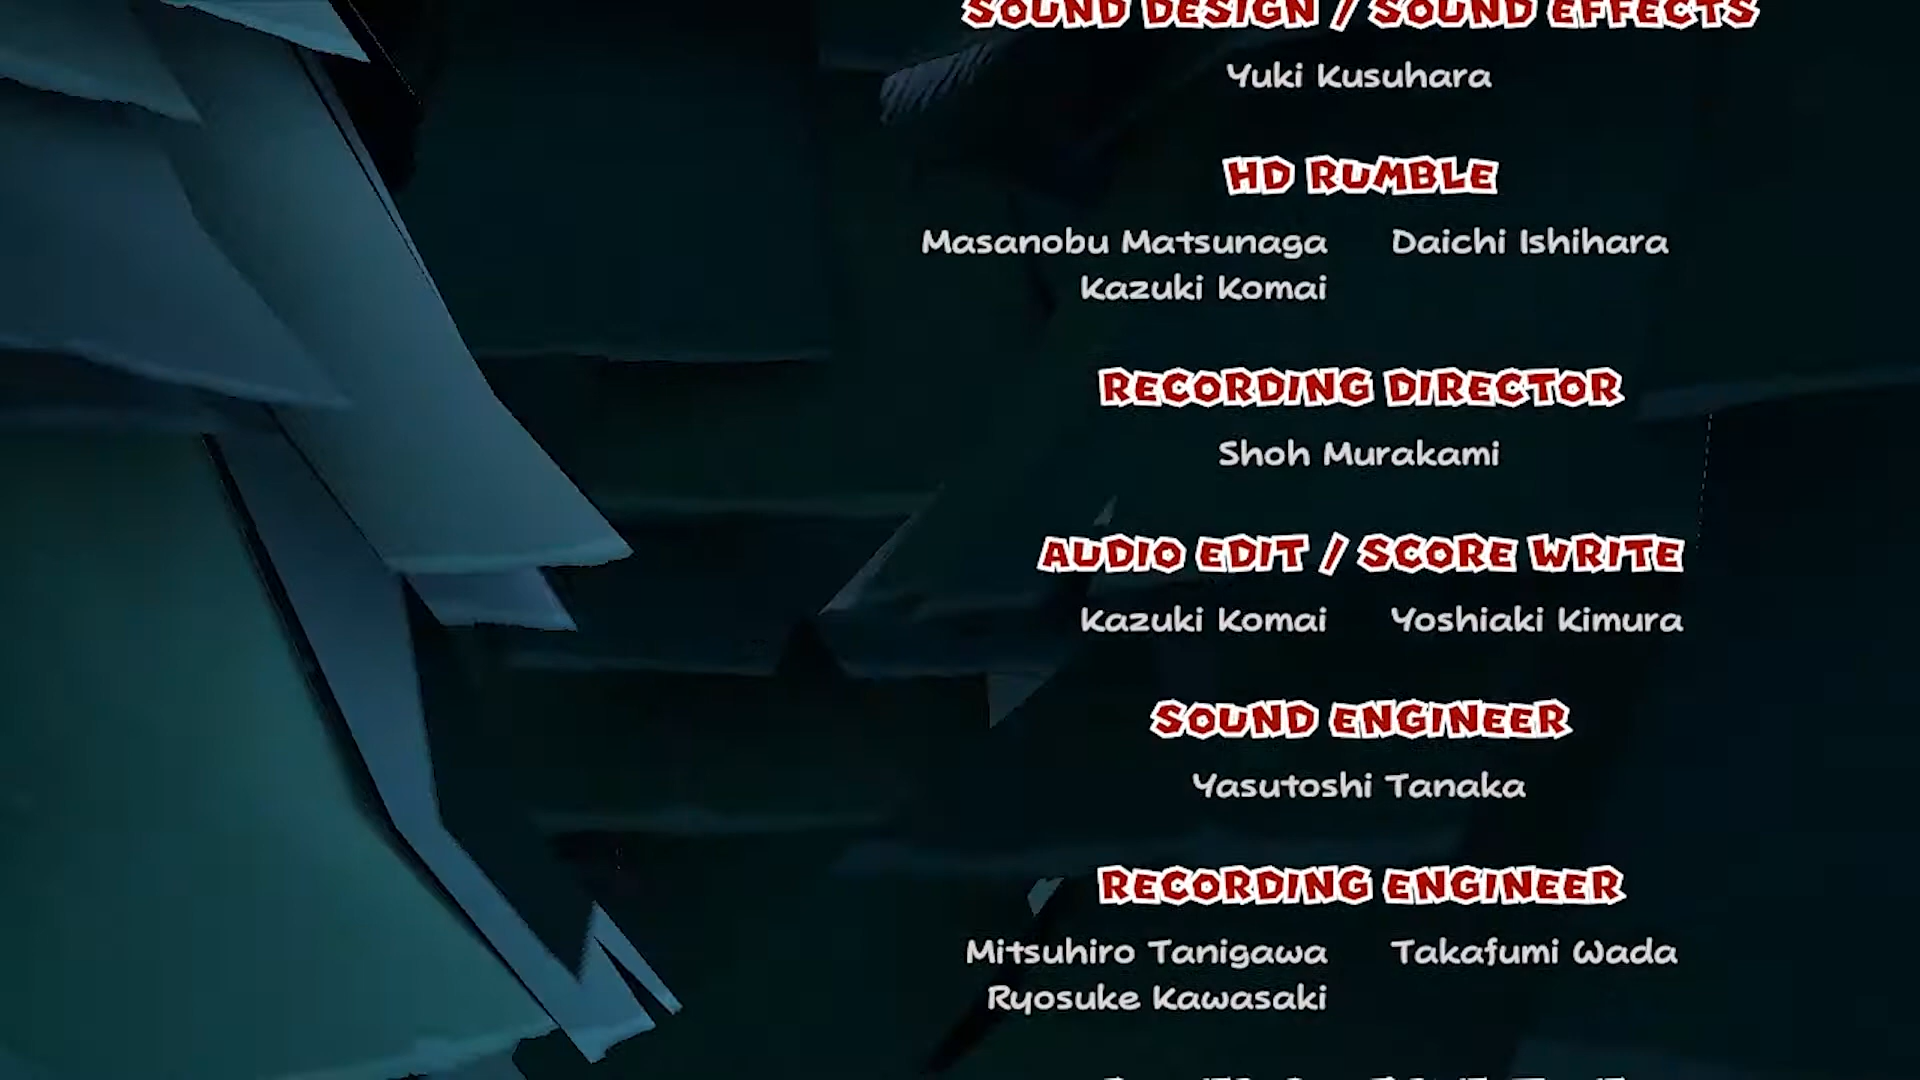 SOUND DESIGN / SOUND EFFECTS
Yuki Kusuhara
HD RUMBLE
Masanobu Matsunaga Daichi Ishihara
Kazuki Komai
RECORDING DIRECTOR
Shoh Murakami
AUDIO EDIT / SCORE WRITE
Kazuki Komai Yoshiaki Kimura
SOUND ENGINEER
Yasutoshi Tanaka
RECORDING ENGINEER
Mitsuhiro Tanigawa Takafumi Wada
Ryosuke Kawasaki